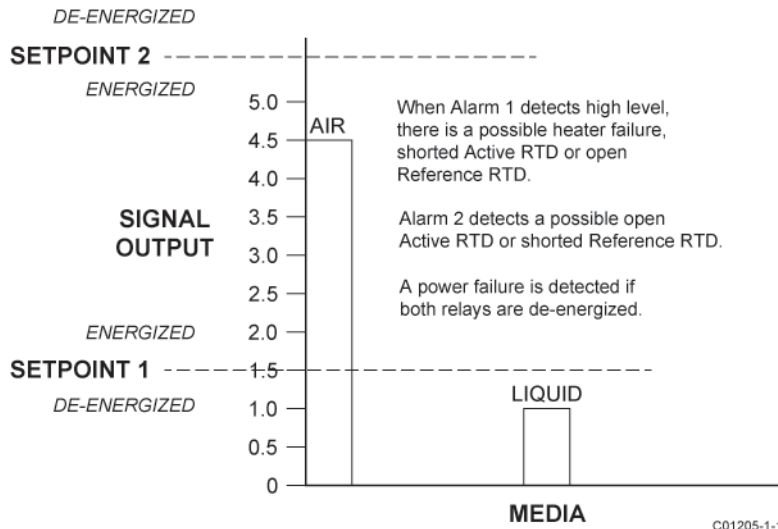 DE-ENERGIZED
SETPOINT 2
ENERGIZED
5.0
AIR
When Alarm 1 detects high level,
there is a possible heater failure,
shorted Active RTD or open
Reference RTD.
4.5
4.0
SIGNAL
OUTPUT
3.5
Alarm 2 detects a possible open
Active RTD or shorted Reference RTD.
3.0
2.5
A power failure is detected if
both relays are de-energized.
ENERGIZED
2.0
SETPOINT 1
1.5
DE-ENERGIZED
LIQUID
1.0
0.5
0
MEDIA